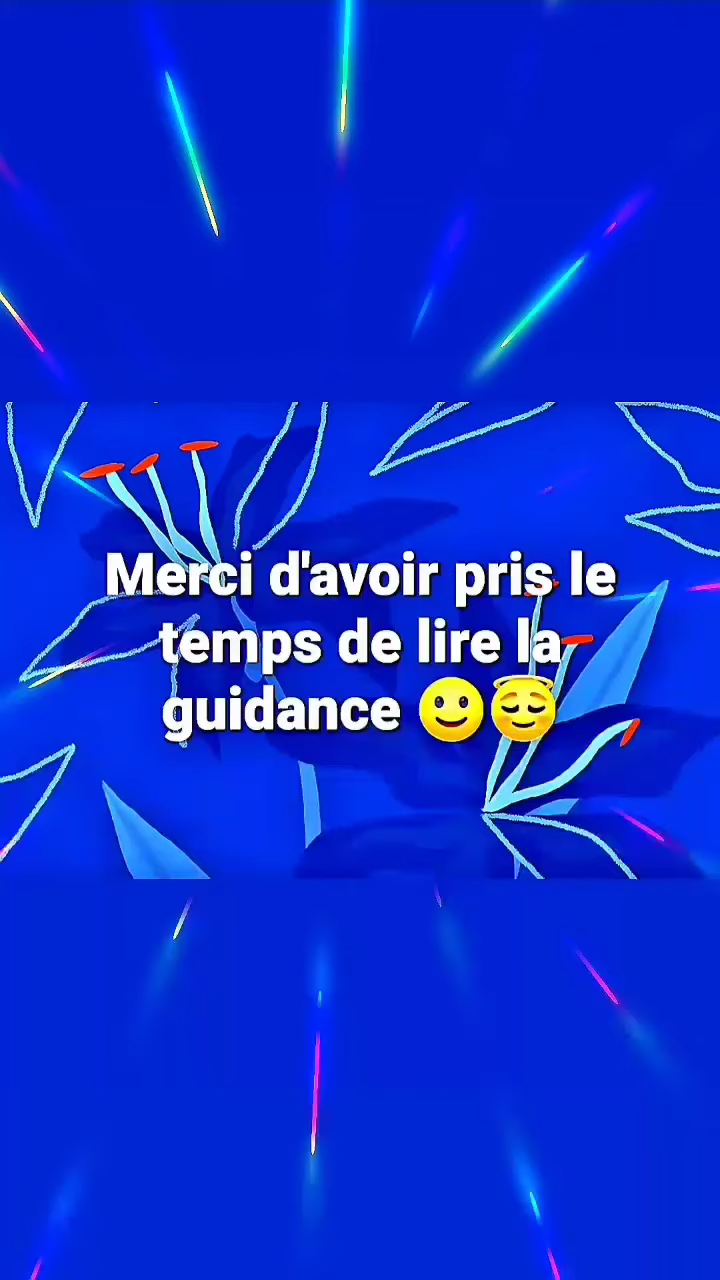 Merci d'avoir pris le
temps de lire la
guidance 🙂😇